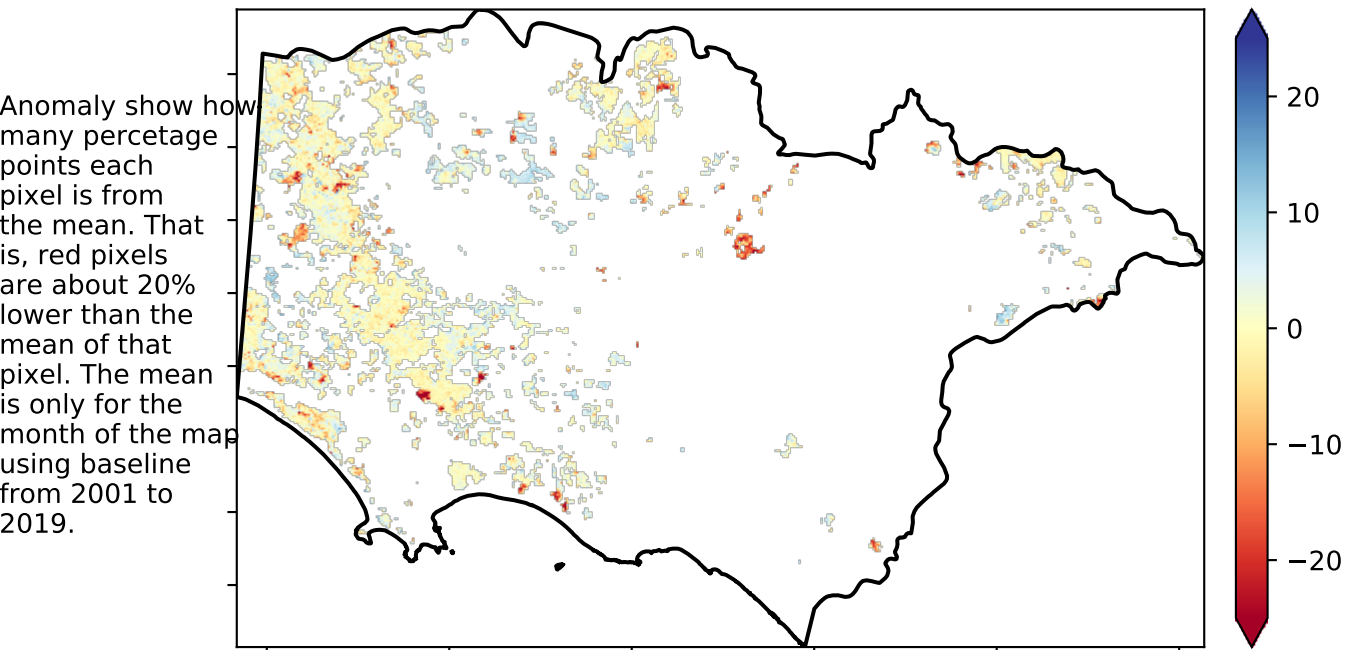 Anomaly show how
many percetage
points each
pixel is from
the mean. That
is, red pixels
are about 20%
lower than the
mean of that
pixel. The mean
is only for the
month of the map
using baseline
from 2001 to
2019.
20
10
0
−10
−20